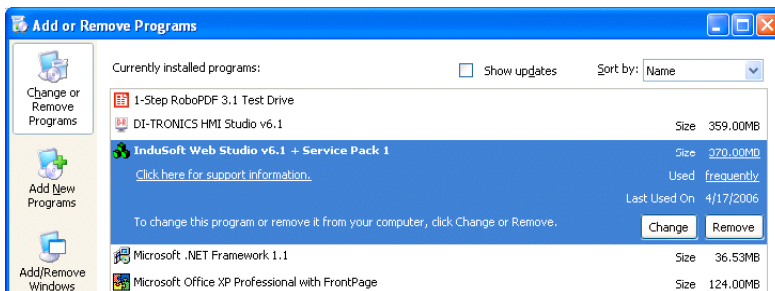 Add or Remove Programs
Change or
Remove
Programs
Currently installed programs:
Show updates
Sort by: Name
1-Step RoboPDF 3.1 Test Drive
DI-TRONICS HMI Studio v6.1
Size 359.00MB
InduSoft Web Studio v6.1 + Service Pack 1
Size 370.00MB
Click here for support information.
Used frequently
Last Used On 4/17/2006
To change this program or remove it from your computer, click Change or Remove.
Change Remove
Add New
Programs
Microsoft .NET Framework 1.1
Size 36.53MB
Add/Remove
Windows
Microsoft Office XP Professional with FrontPage
Size 124.00MB